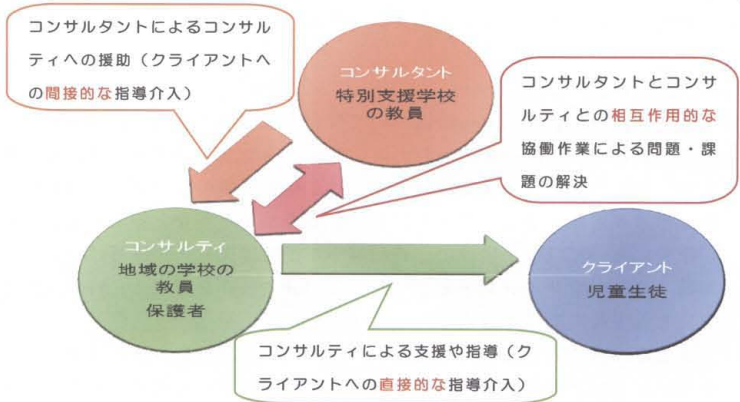 コンサルタントによるコンサル
ティへの援助（クライアントへ
の間接的な指導介入）
コンサルタント
特別支援学校
の教員
コンサルタントとコンサ
ルティとの相互作用的な
協働作業による問題・課
題の解決
コンサルティ
地域の学校の
教員
保護者
クライアント
児童生徒
コンサルティによる支援や指導（ク
ライアントへの直接的な指導介入）